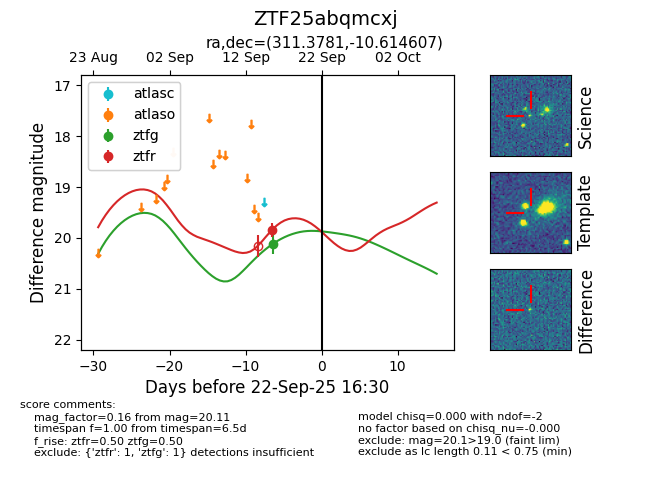 ZTF25abqmcxj
ra,dec=(311.3781,-10.614607)
23 Aug 02 Sep 12 Sep 22 Sep 02 Oct
atlasc
atlaso
ztfg
ztfr
17
18
19
20
21
22
Difference magnitude
−30 −20 −10 0 10
Days before 22-Sep-25 16:30
Science
Template
Difference
score comments:
mag_factor=0.16 from mag=20.11
timespan f=1.00 from timespan=6.5d
f_rise: ztfr=0.50 ztfg=0.50
exclude: {'ztfr': 1, 'ztfg': 1} detections insufficient
model chisq=0.000 with ndof=-2
no factor based on chisq_nu=-0.000
exclude: mag=20.1>19.0 (faint lim)
exclude as lc length 0.11 < 0.75 (min)